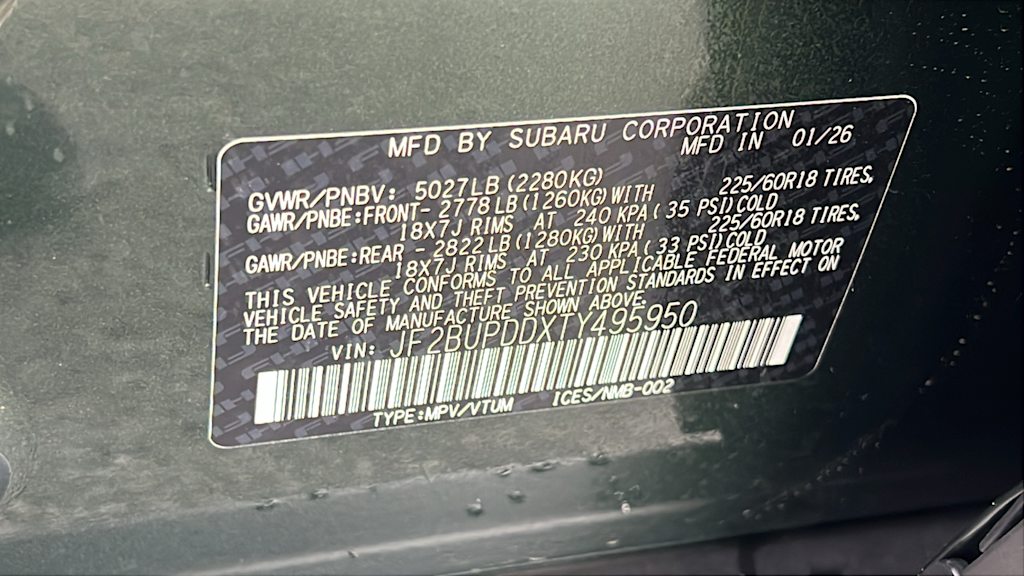 MFD BY SUBARU CORPORATION
MFD IN 01/26
GVWR/PNBV: 5027LB (2280KG)
GAWR/PNBE:FRONT- 2778LB(1260KG)WITH 225/60R18 TIRES,
18X7J RIMS AT 240 KPA( 35 PSI)COLD
GAWR/PNBE:REAR - 2822LB(1280KG)WITH 225/60R18 TIRES,
18X7J RIMS AT 230 KPA( 33 PSI)COLD
THIS VEHICLE CONFORMS TO ALL APPLICABLE FEDERAL MOTOR
VEHICLE SAFETY AND THEFT PREVENTION STANDARDS IN EFFECT ON
THE DATE OF MANUFACTURE SHOWN ABOVE.
VIN: JF2BUPDDXTY495950
TYPE:MPV/VTUM ICES/NMB-002